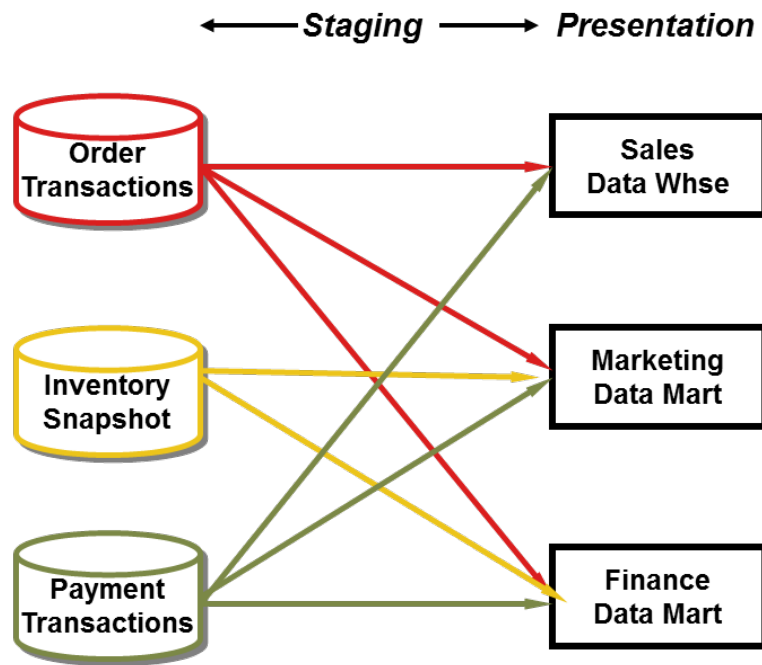 Staging
Presentation
Order
Transactions
Sales
Data Whse
Inventory
Snapshot
Marketing
Data Mart
Payment
Transactions
Finance
Data Mart